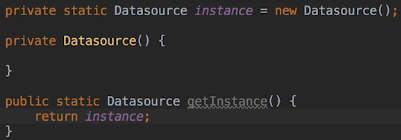 private static Datasource instance = new Datasource();
private Datasource() {
}
public static Datasource getInstance() {
return instance;
}